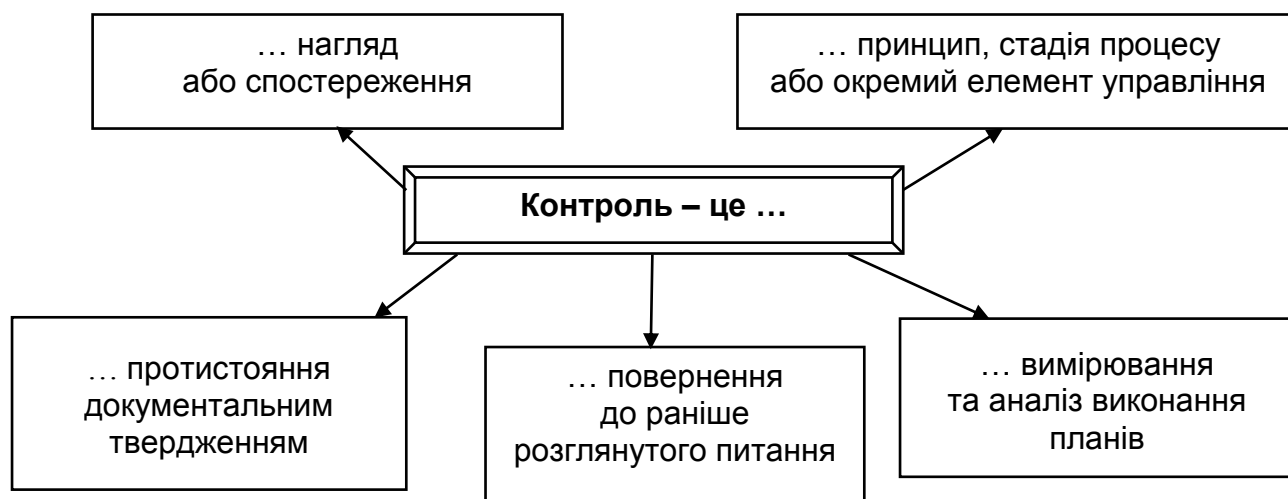 … нагляд
або спостереження
… принцип, стадія процесу
або окремий елемент управління
Контроль – це …
… протистояння
документальним
твердженням
… повернення
до раніше
розглянутого питання
… вимірювання
та аналіз виконання
планів